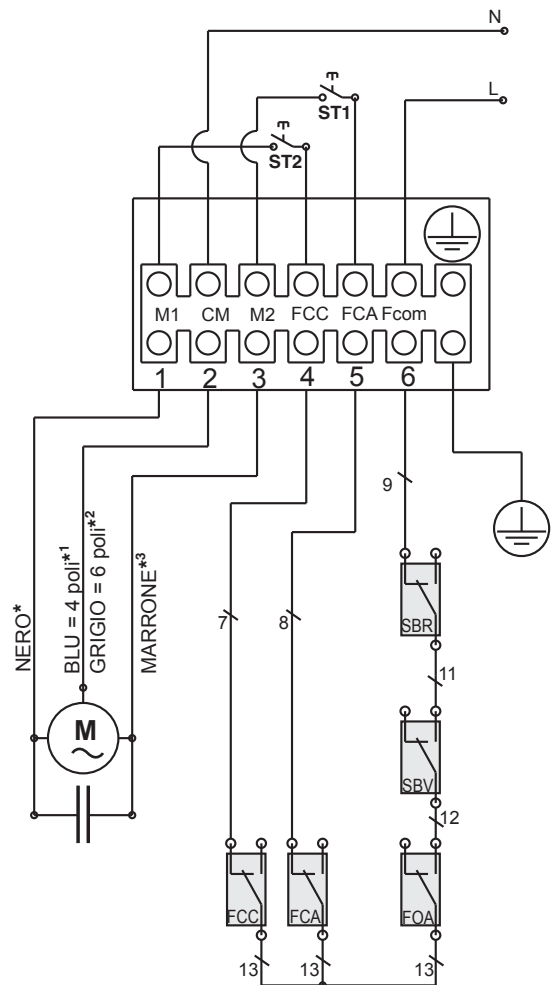 N
L
ST1
ST2
M1 CM M2 FCC FCA Fcom
1 2 3 4 5 6
9
NERO*
BLU = 4 poli*1
GRIGIO = 6 poli*2
MARRONE*3
7
8
SBR
11
M
SBV
12
FCC
FCA
FOA
13
13
13